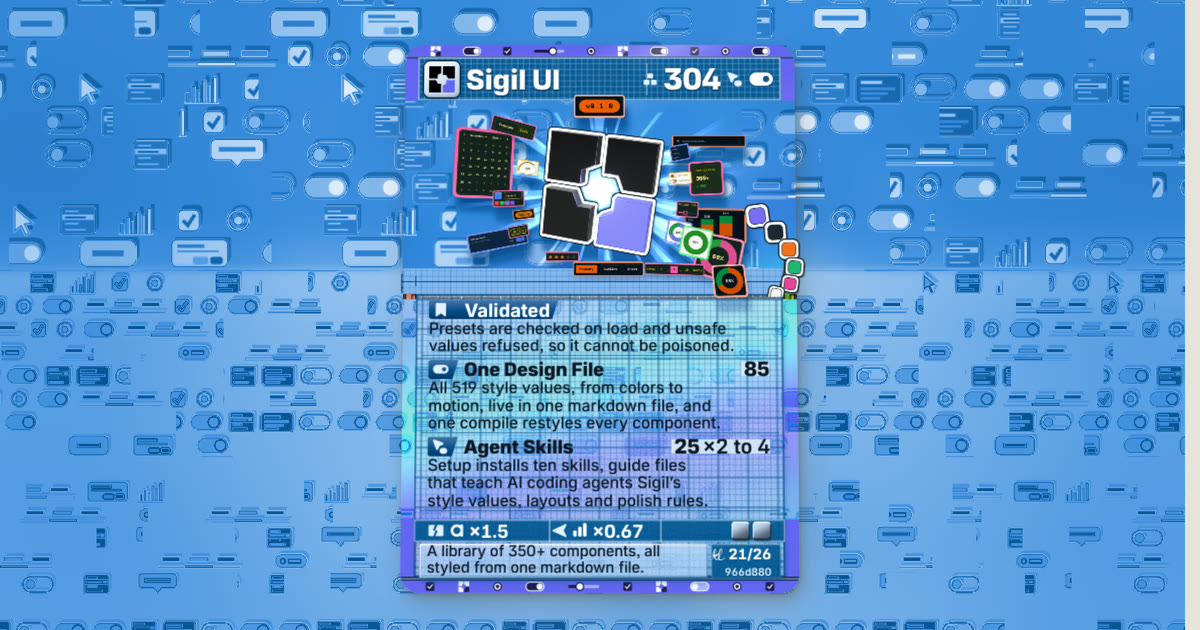 Sigil UI
304
v0.1.0
Validated
Presets are checked on load and unsafe
values refused, so it cannot be poisoned.
One Design File 85
All 519 style values, from colors to
motion, live in one markdown file, and
one compile restyles every component.
Agent Skills 25×2 to 4
Setup installs ten skills, guide files
that teach AI coding agents Sigil's
style values, layouts and polish rules.
×1.5 ×0.67
A library of 350+ components, all
styled from one markdown file.
21/26
966d880